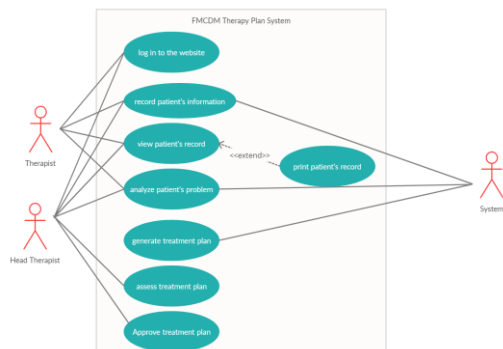 FMCDM Therapy Plan System
log in to the website
record patient's information
view patient's record
<<extend>>
print patient's record
analyze patient's problem
generate treatment plan
assess treatment plan
Approve treatment plan
Therapist
Head Therapist
System